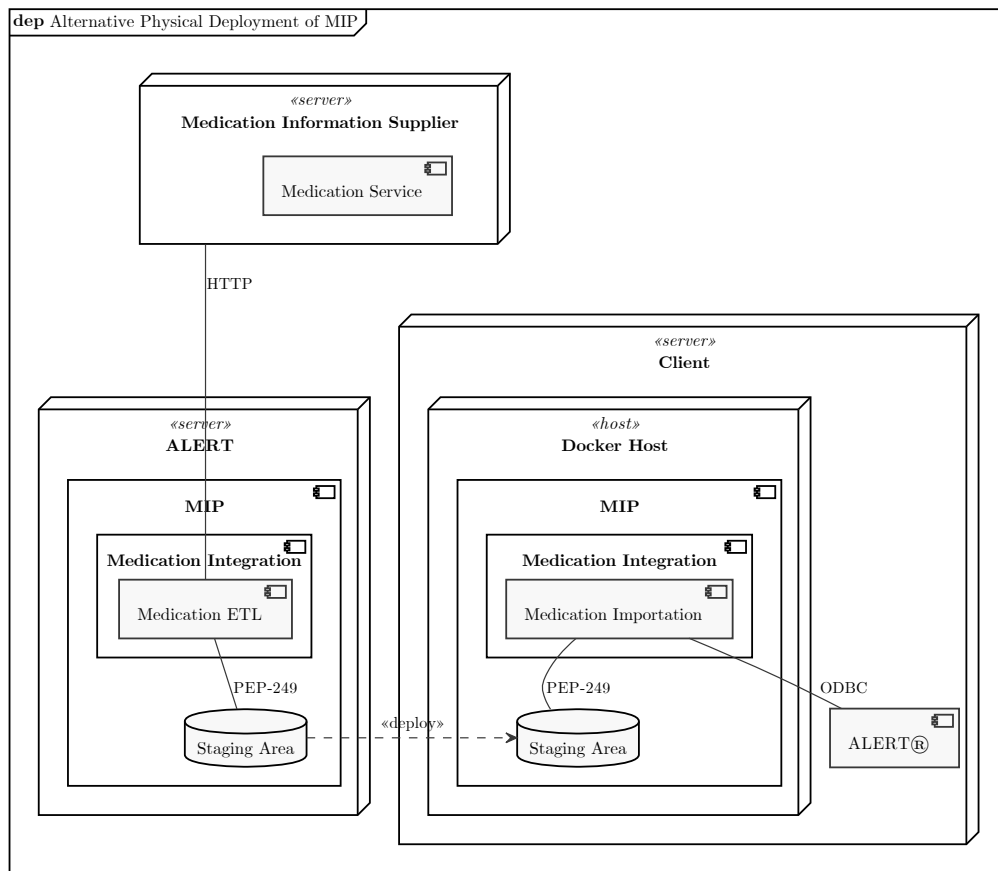 dep Alternative Physical Deployment of MIP
«server»
Medication Information Supplier
Medication Service
HTTP
«server»
Client
«server»
ALERT
MIP
Medication Integration
Medication ETL
PEP-249
Staging Area
«deploy»
«host»
Docker Host
MIP
Medication Integration
Medication Importation
PEP-249
Staging Area
ODBC
ALERT®